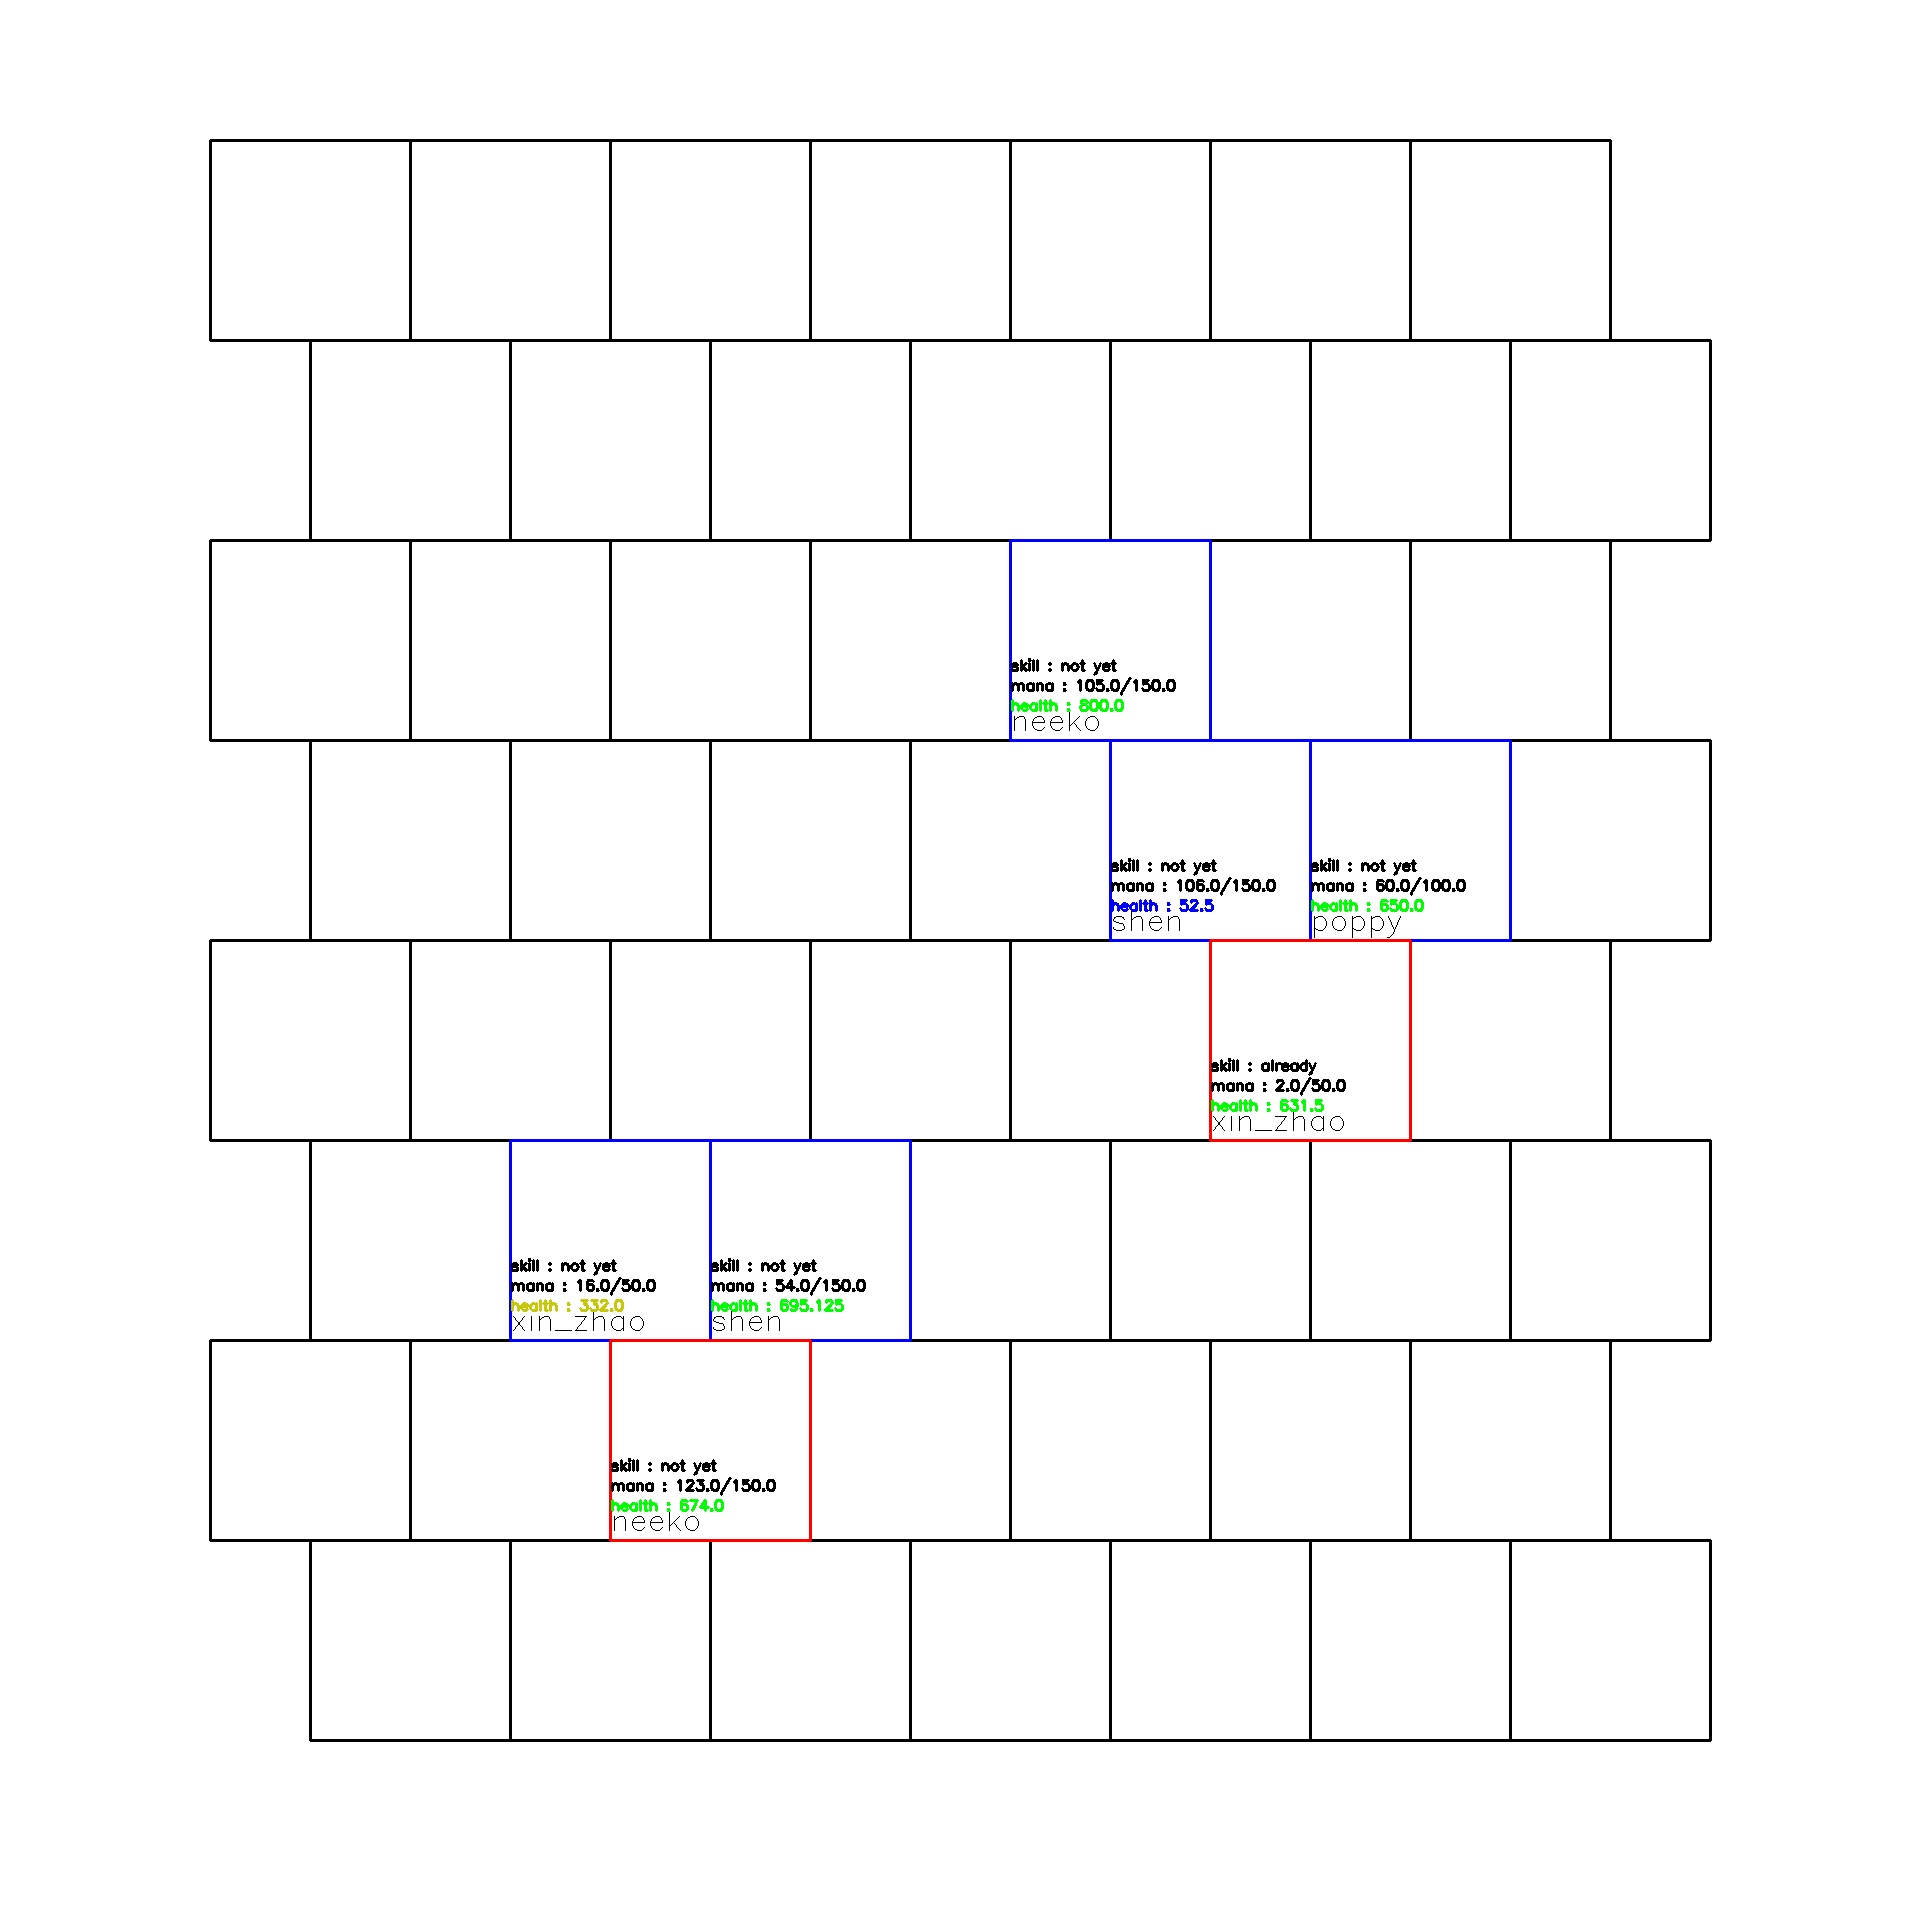 skill : not yet
mana : 105.0/150.0
health : 800.0
neeko
skill : not yet
mana : 106.0/150.0
health : 52.5
shen
skill : not yet
mana : 60.0/100.0
health : 650.0
poppy
skill : already
mana : 2.0/50.0
health : 631.5
xin_zhao
skill : not yet
mana : 16.0/50.0
health : 332.0
xin_zhao
skill : not yet
mana : 54.0/150.0
health : 695.125
shen
skill : not yet
mana : 123.0/150.0
health : 674.0
neeko